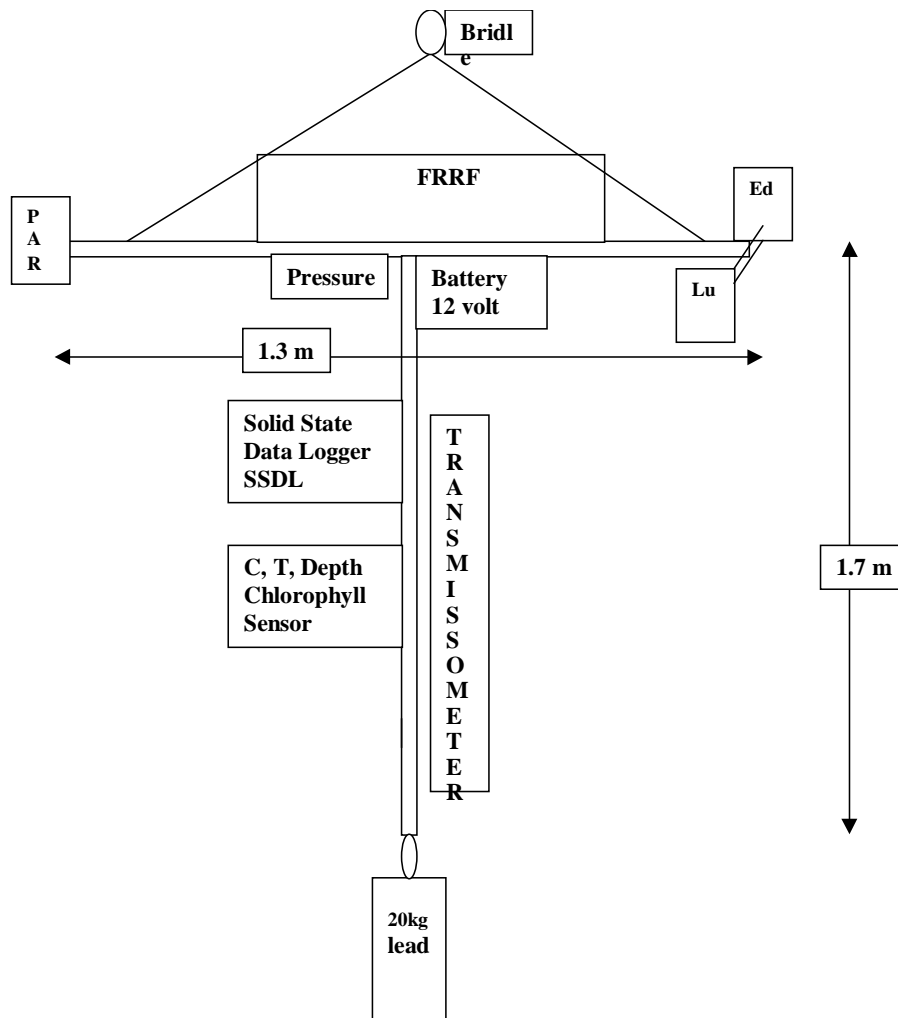 Bridle
FRRF
Ed
P
A
R
Pressure
Battery
12 volt
Lu
1.3 m
Solid State
Data Logger
SSDL
T
R
A
N
S
M
I
S
S
O
M
E
T
E
R
C, T, Depth
Chlorophyll
Sensor
1.7 m
20kg
lead